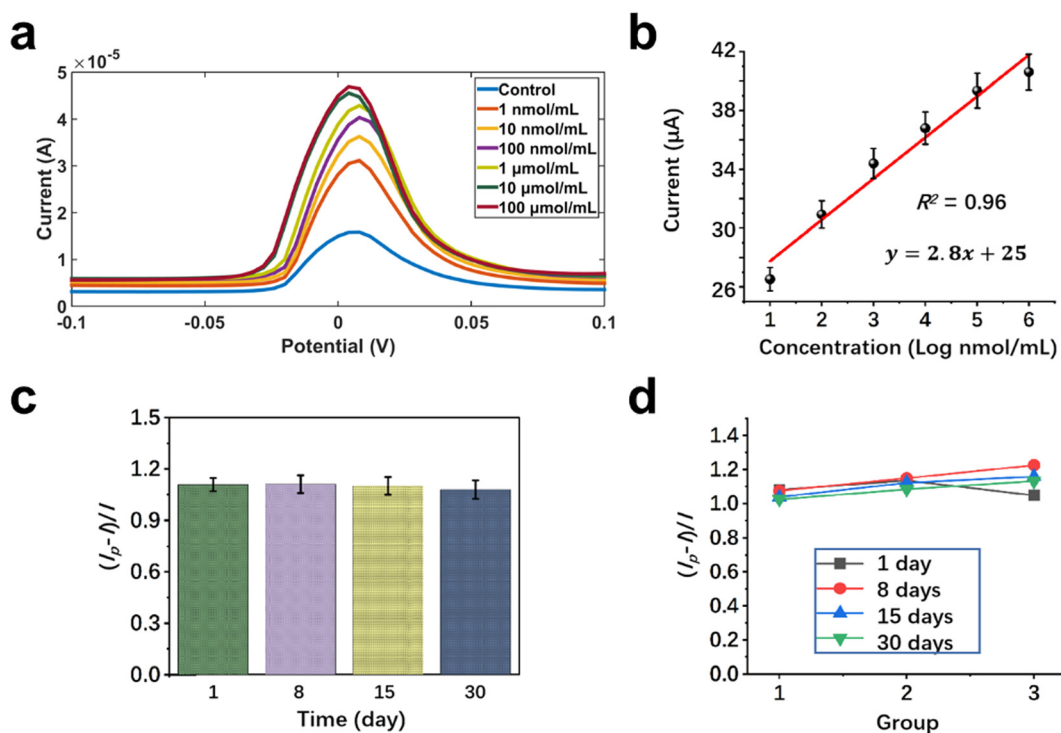 a
×10⁻⁵
5
4
3
2
1
0
Current (A)
-0.1
-0.05
0
0.05
0.1
Potential (V)
Control
1 nmol/mL
10 nmol/mL
100 nmol/mL
1 µmol/mL
10 µmol/mL
100 µmol/mL
b
42
38
34
30
26
Current (µA)
R² = 0.96
y = 2.8x + 25
1 2 3 4 5 6
Concentration (Log nmol/mL)
c
1.5
1.2
0.9
0.6
0.3
0.0
(Iₚ-I)/I
1 8 15 30
Time (day)
d
1.4
1.2
1.0
0.8
0.6
0.4
0.2
0.0
(Iₚ-I)/I
1 day
8 days
15 days
30 days
1 2 3
Group